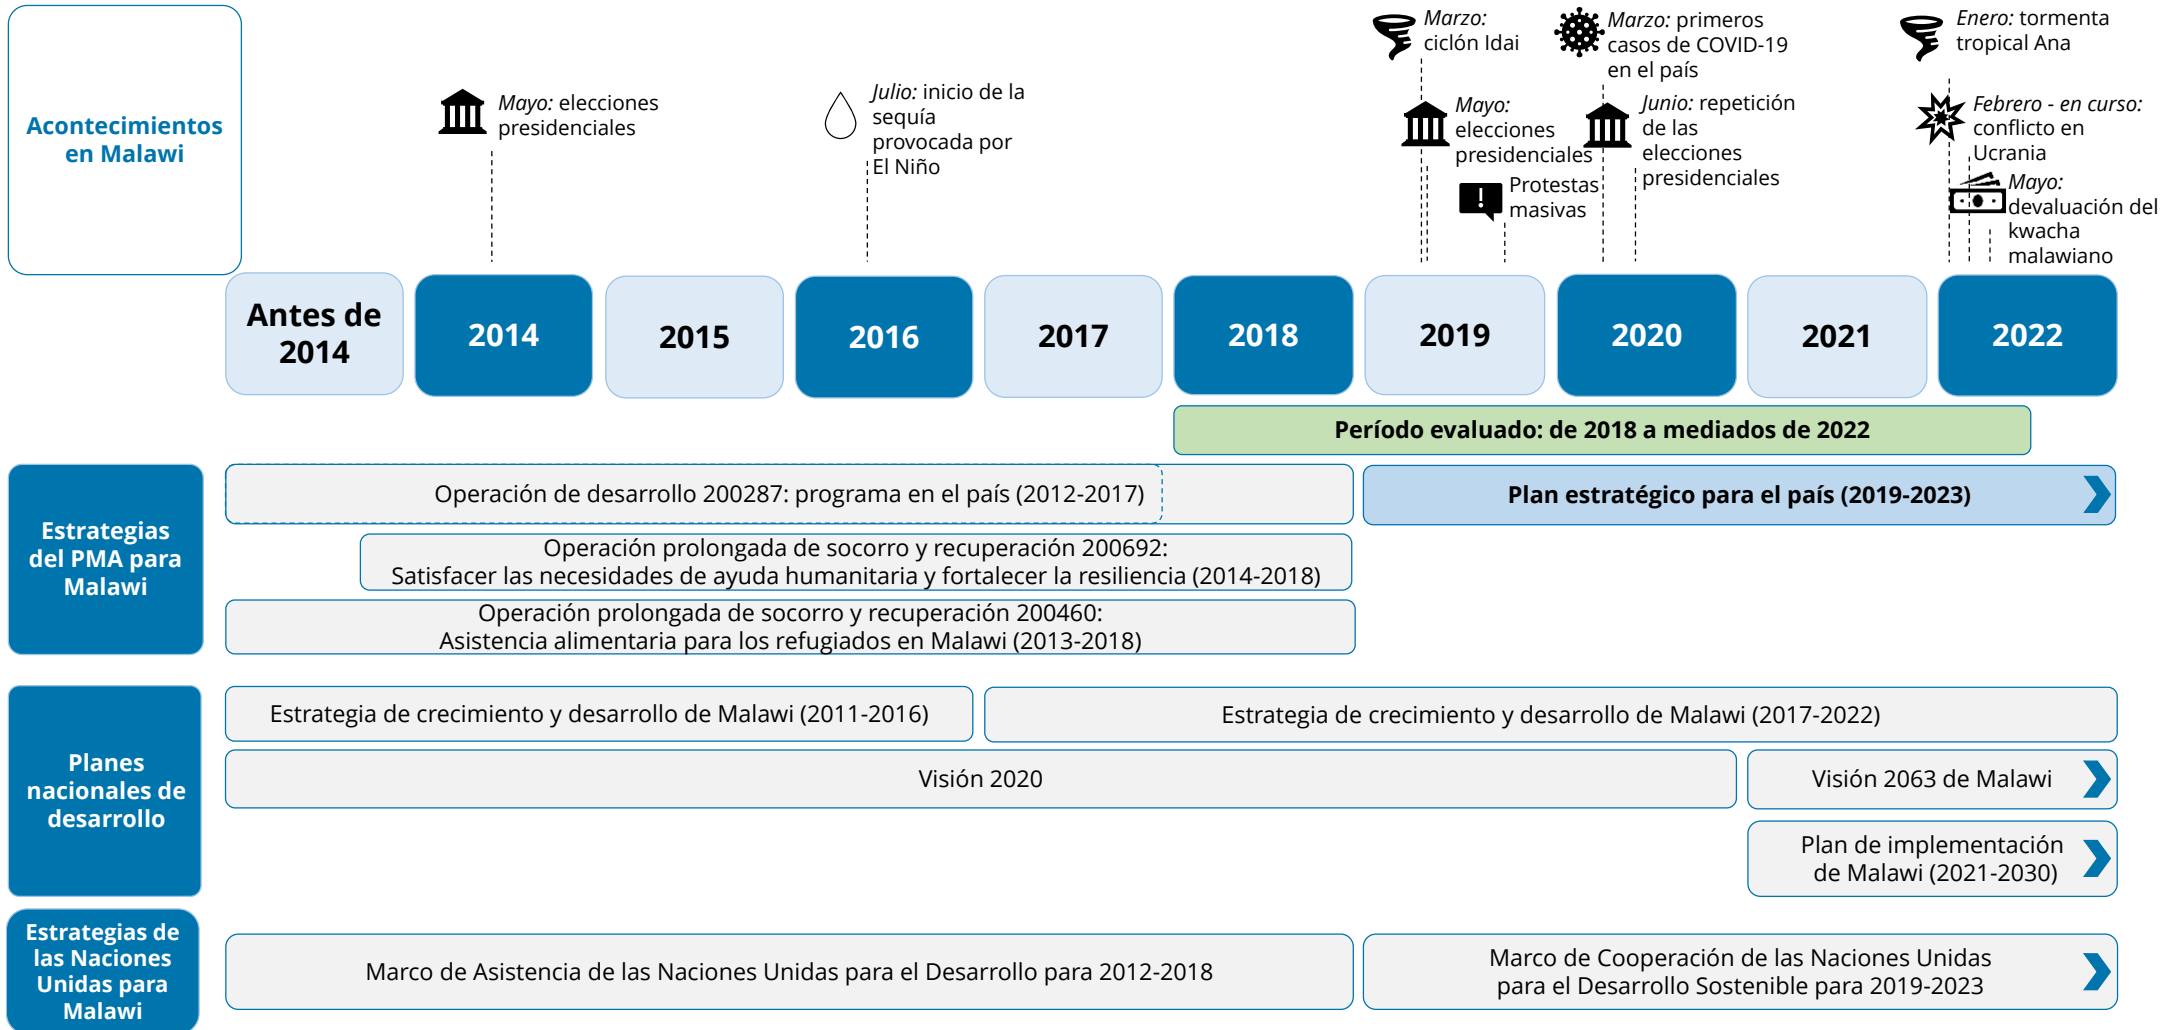 Acontecimientos
en Malawi
Mayo: elecciones
presidenciales
Julio: inicio de la
sequía
provocada por
El Niño
Marzo:
ciclón Idai
Mayo:
elecciones
presidenciales
Protestas
masivas
Marzo: primeros
casos de COVID-19
en el país
Junio: repetición
de las
elecciones
presidenciales
Enero: tormenta
tropical Ana
Febrero - en curso:
conflicto en
Ucrania
Mayo:
devaluación del
kwacha
malawiano
Antes de
2014
2014
2015
2016
2017
2018
2019
2020
2021
2022
Período evaluado: de 2018 a mediados de 2022
Estrategias
del PMA para
Malawi
Operación de desarrollo 200287: programa en el país (2012-2017)
Plan estratégico para el país (2019-2023)
Operación prolongada de socorro y recuperación 200692:
Satisfacer las necesidades de ayuda humanitaria y fortalecer la resiliencia (2014-2018)
Operación prolongada de socorro y recuperación 200460:
Asistencia alimentaria para los refugiados en Malawi (2013-2018)
Planes
nacionales de
desarrollo
Estrategia de crecimiento y desarrollo de Malawi (2011-2016)
Estrategia de crecimiento y desarrollo de Malawi (2017-2022)
Visión 2020
Visión 2063 de Malawi
Plan de implementación
de Malawi (2021-2030)
Estrategias de
las Naciones
Unidas para
Malawi
Marco de Asistencia de las Naciones Unidas para el Desarrollo para 2012-2018
Marco de Cooperación de las Naciones Unidas
para el Desarrollo Sostenible para 2019-2023